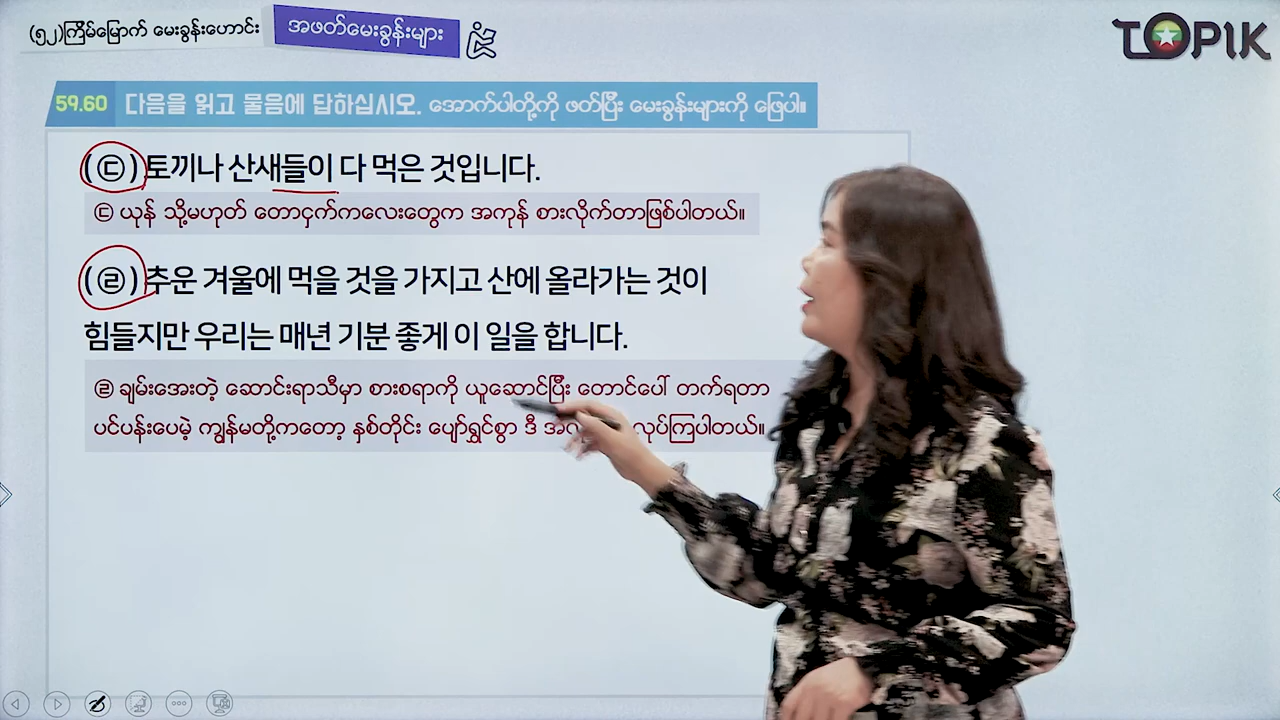 (၅၂)ကြိမ်မြောက် မေးခွန်းဟောင်း
အဖတ်မေးခွန်းများ
TOPIK
59.60 다음을 읽고 물음에 답하십시오. အောက်ပါတို့ကို ဖတ်ပြီး မေးခွန်းများကို ဖြေပါ။
(㉢) 토끼나 산새들이 다 먹은 것입니다.
㉢ ယုန် သို့မဟုတ် တောငှက်ကလေးတွေက အကုန် စားလိုက်တာဖြစ်ပါတယ်။
(㉣) 추운 겨울에 먹을 것을 가지고 산에 올라가는 것이
힘들지만 우리는 매년 기분 좋게 이 일을 합니다.
㉣ ချမ်းအေးတဲ့ ဆောင်းရာသီမှာ စားစရာကို ယူဆောင်ပြီး တောင်ပေါ် တက်ရတာ
ပင်ပန်းပေမဲ့ ကျွန်မတို့ကတော့ နှစ်တိုင်း ပျော်ရွှင်စွာ ဒီ လုပ်ကြပါတယ်။